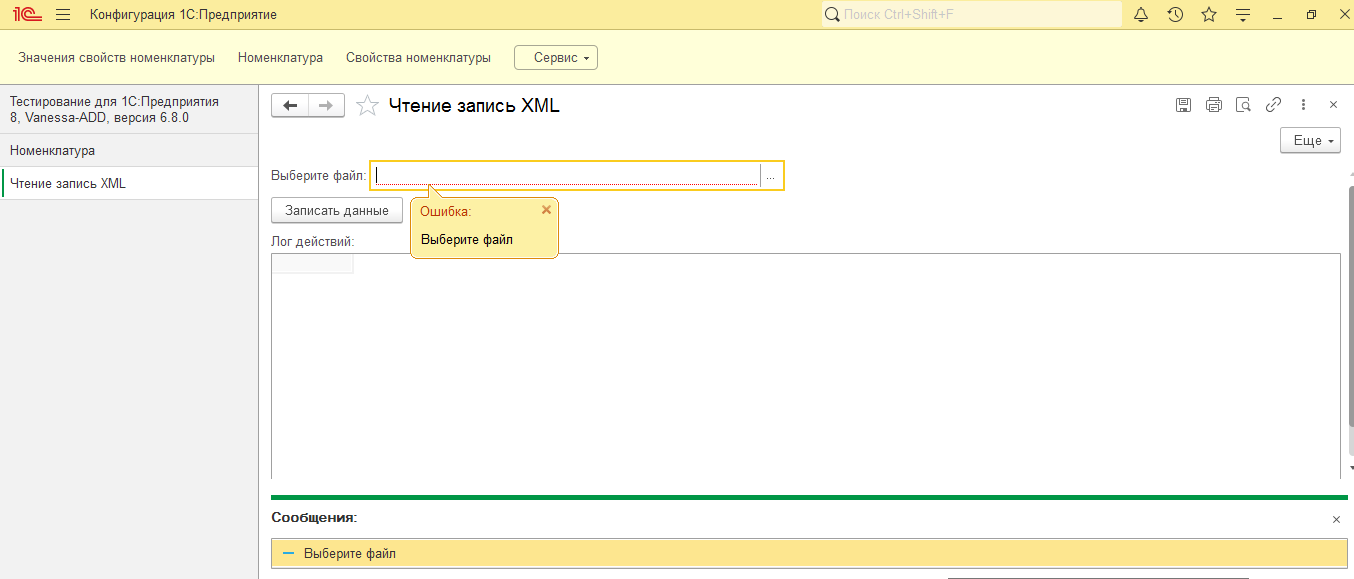 1С Конфигурация 1С:Предприятие Поиск Ctrl+Shift+F
Значения свойств номенклатуры Номенклатура Свойства номенклатуры Сервис
Тестирование для 1С:Предприятия
8, Vanessa-ADD, версия 6.8.0
Номенклатура
Чтение запись XML
Чтение запись XML
Еще
Выберите файл: ...
Записать данные
Ошибка:
Выберите файл
Лог действий:
Сообщения:
Выберите файл